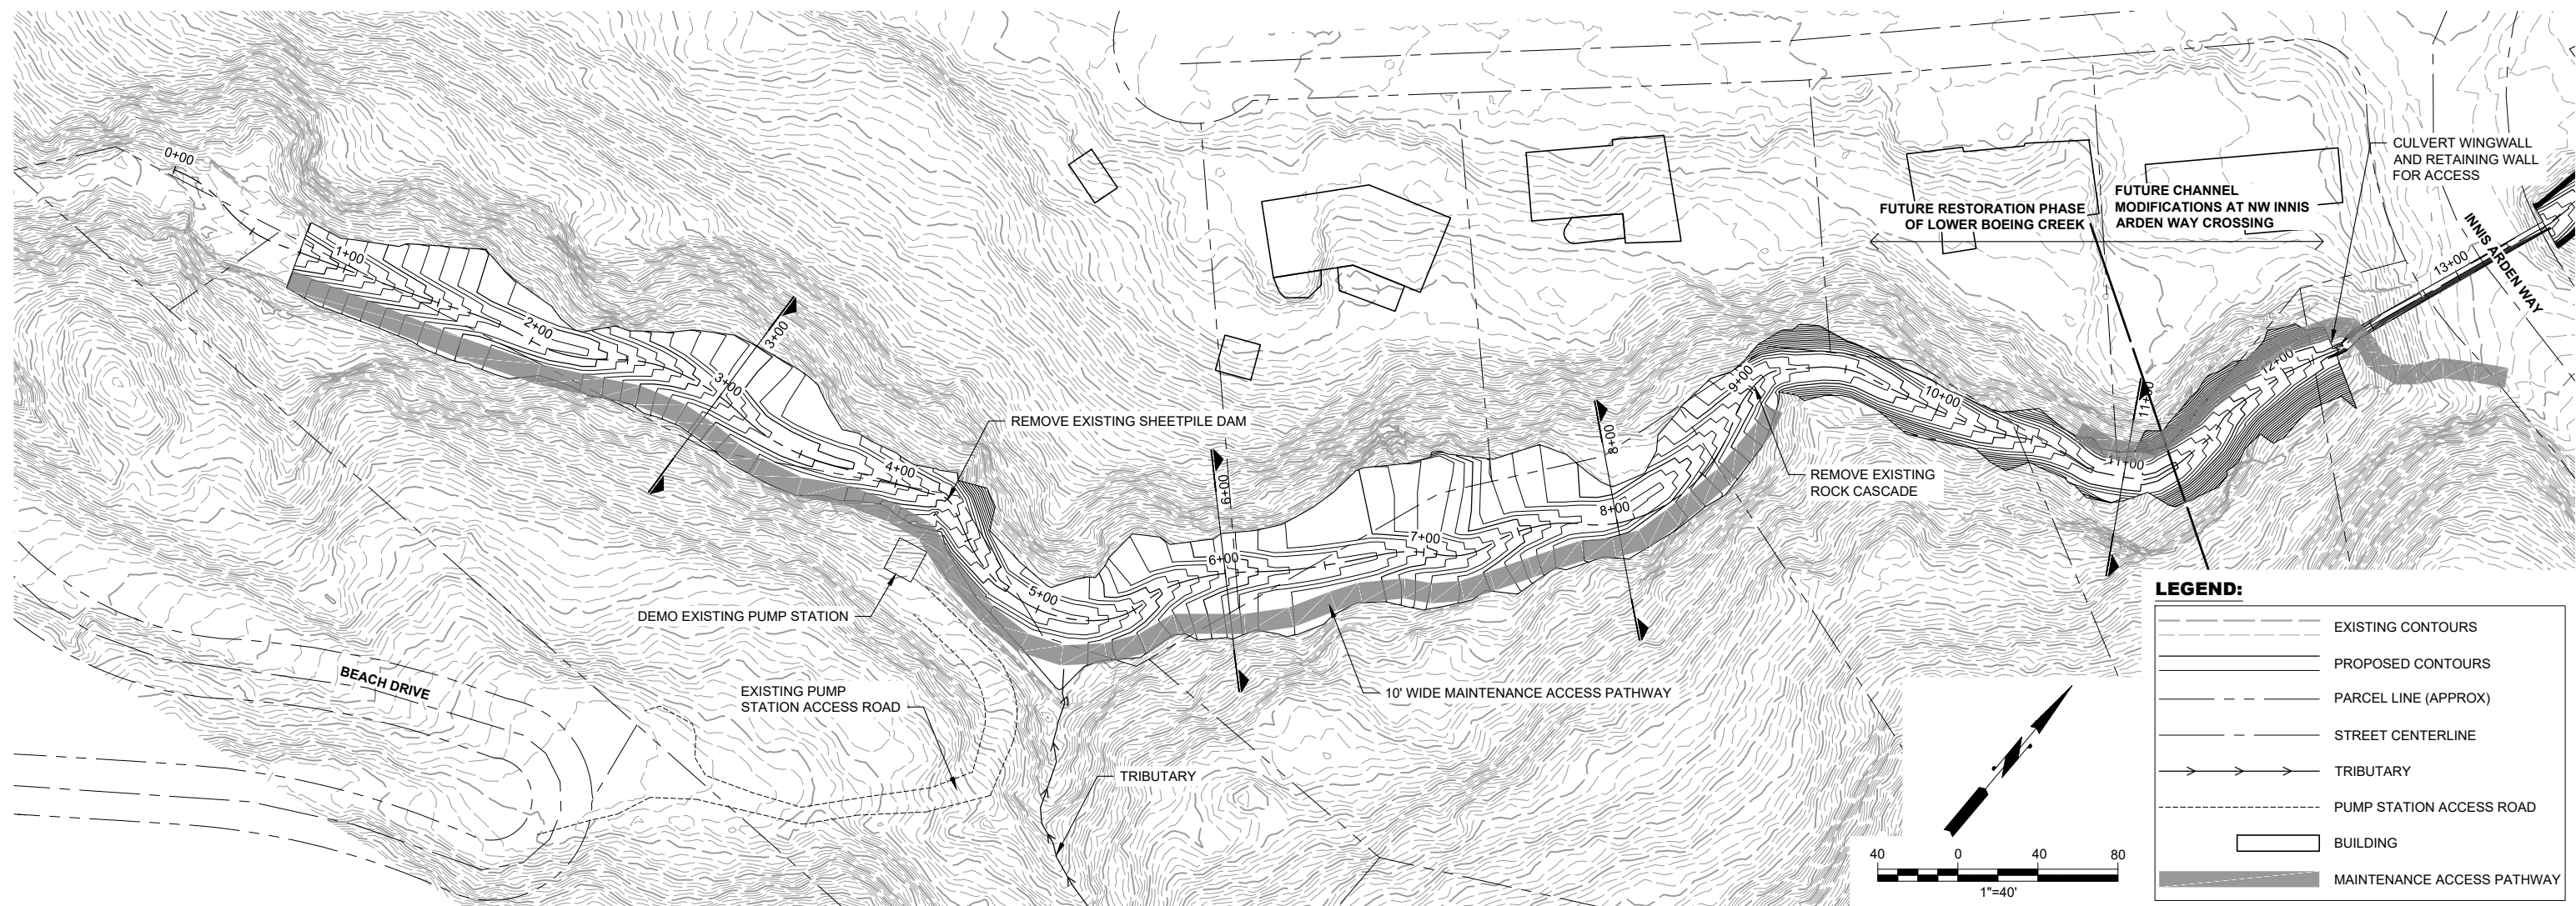 0+00
1+00
2+00
3+00
3+00
4+00
5+00
6+00
6+00
7+00
8+00
8+00
9+00
10+00
11+00
11+00
12+00
13+00
CULVERT WINGWALL
AND RETAINING WALL
FOR ACCESS
FUTURE RESTORATION PHASE
OF LOWER BOEING CREEK
FUTURE CHANNEL
MODIFICATIONS AT NW INNIS
ARDEN WAY CROSSING
INNIS ARDEN WAY
REMOVE EXISTING SHEETPILE DAM
REMOVE EXISTING
ROCK CASCADE
DEMO EXISTING PUMP STATION
BEACH DRIVE
EXISTING PUMP
STATION ACCESS ROAD
10' WIDE MAINTENANCE ACCESS PATHWAY
TRIBUTARY
40 0 40 80
1"=40'
LEGEND:
EXISTING CONTOURS
PROPOSED CONTOURS
PARCEL LINE (APPROX)
STREET CENTERLINE
TRIBUTARY
PUMP STATION ACCESS ROAD
BUILDING
MAINTENANCE ACCESS PATHWAY